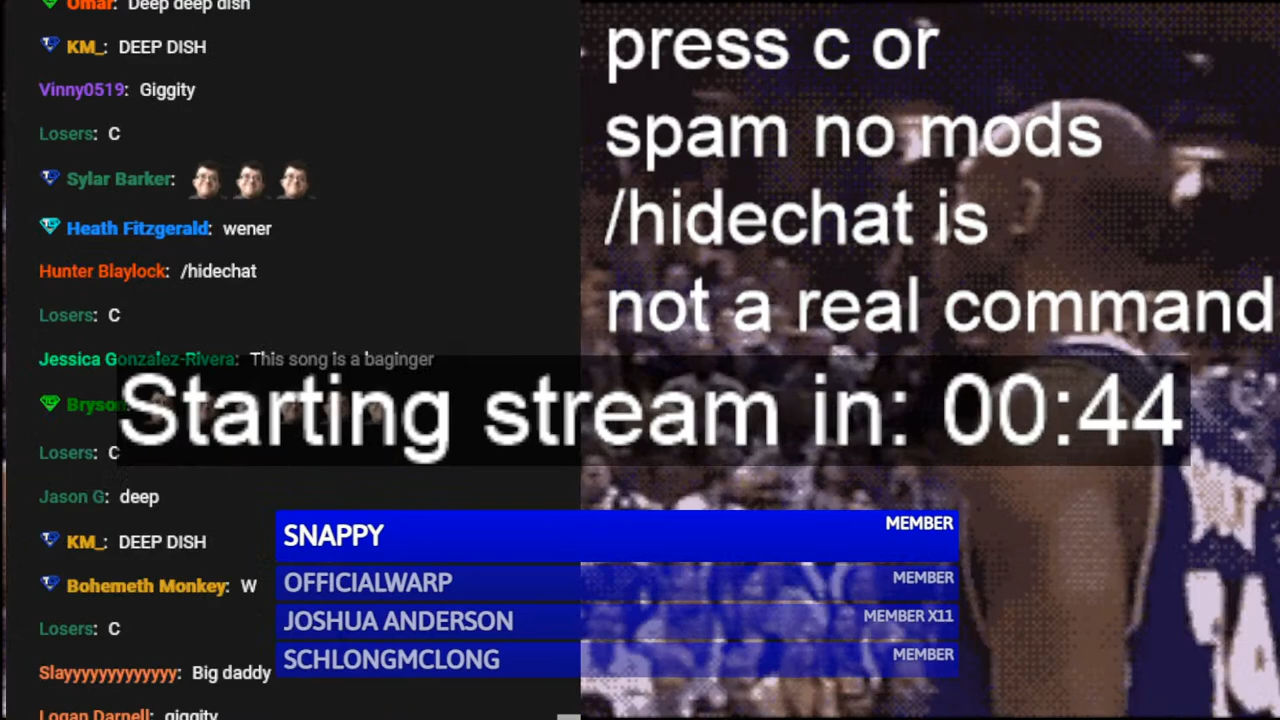 Omar: Deep deep dish
KM_: DEEP DISH
Vinny0519: Giggity
Losers: C
Sylar Barker:
Heath Fitzgerald: wener
Hunter Blaylock: /hidechat
Losers: C
Jessica Gonzalez-Rivera: This song is a baginger
Bryson
Losers: C
Jason G: deep
KM_: DEEP DISH
Bohemeth Monkey: W
Losers: C
Slayyyyyyyyyyyyy: Big daddy
Logan Darnell: giggity
press c or
spam no mods
/hidechat is
not a real command
Starting stream in: 00:44
SNAPPY MEMBER
OFFICIALWARP MEMBER
JOSHUA ANDERSON MEMBER X11
SCHLONGMCLONG MEMBER